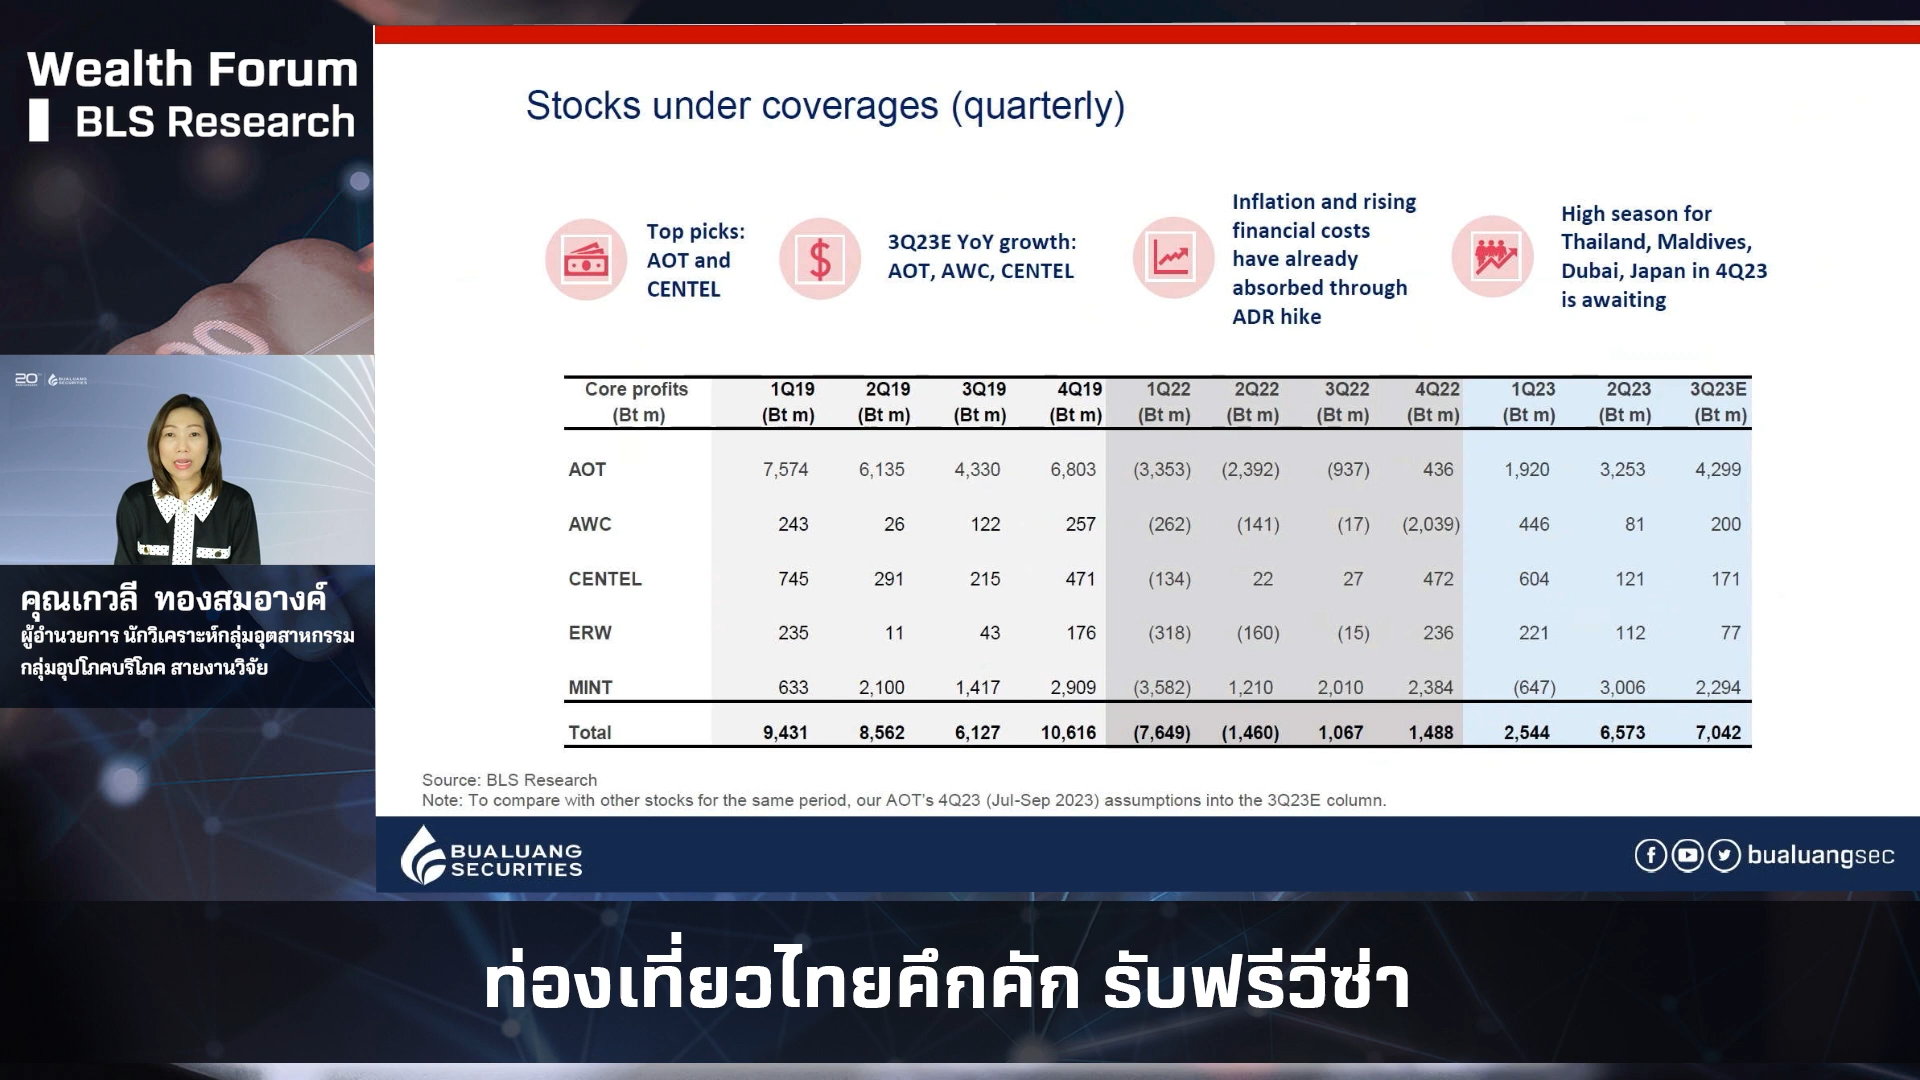 Wealth Forum
BLS Research
20
BUALUANG
SECURITIES
คุณเกวลี ทองสมอางค์
ผู้อำนวยการ นักวิเคราะห์กลุ่มอุตสาหกรรม
กลุ่มอุปโภคบริโภค สายงานวิจัย
Stocks under coverages (quarterly)
Top picks:
AOT and
CENTEL
3Q23E YoY growth:
AOT, AWC, CENTEL
Inflation and rising
financial costs
have already
absorbed through
ADR hike
High season for
Thailand, Maldives,
Dubai, Japan in 4Q23
is awaiting
Core profits 1Q19 2Q19 3Q19 4Q19 1Q22 2Q22 3Q22 4Q22 1Q23 2Q23 3Q23E
(Bt m) (Bt m) (Bt m) (Bt m) (Bt m) (Bt m) (Bt m) (Bt m) (Bt m) (Bt m) (Bt m) (Bt m)
AOT 7,574 6,135 4,330 6,803 (3,353) (2,392) (937) 436 1,920 3,253 4,299
AWC 243 26 122 257 (262) (141) (17) (2,039) 446 81 200
CENTEL 745 291 215 471 (134) 22 27 472 604 121 171
ERW 235 11 43 176 (318) (160) (15) 236 221 112 77
MINT 633 2,100 1,417 2,909 (3,582) 1,210 2,010 2,384 (647) 3,006 2,294
Total 9,431 8,562 6,127 10,616 (7,649) (1,460) 1,067 1,488 2,544 6,573 7,042
Source: BLS Research
Note: To compare with other stocks for the same period, our AOT's 4Q23 (Jul-Sep 2023) assumptions into the 3Q23E column.
BUALUANG
SECURITIES
bualuangsec
ท่องเที่ยวไทยคึกคัก รับฟรีวีซ่า